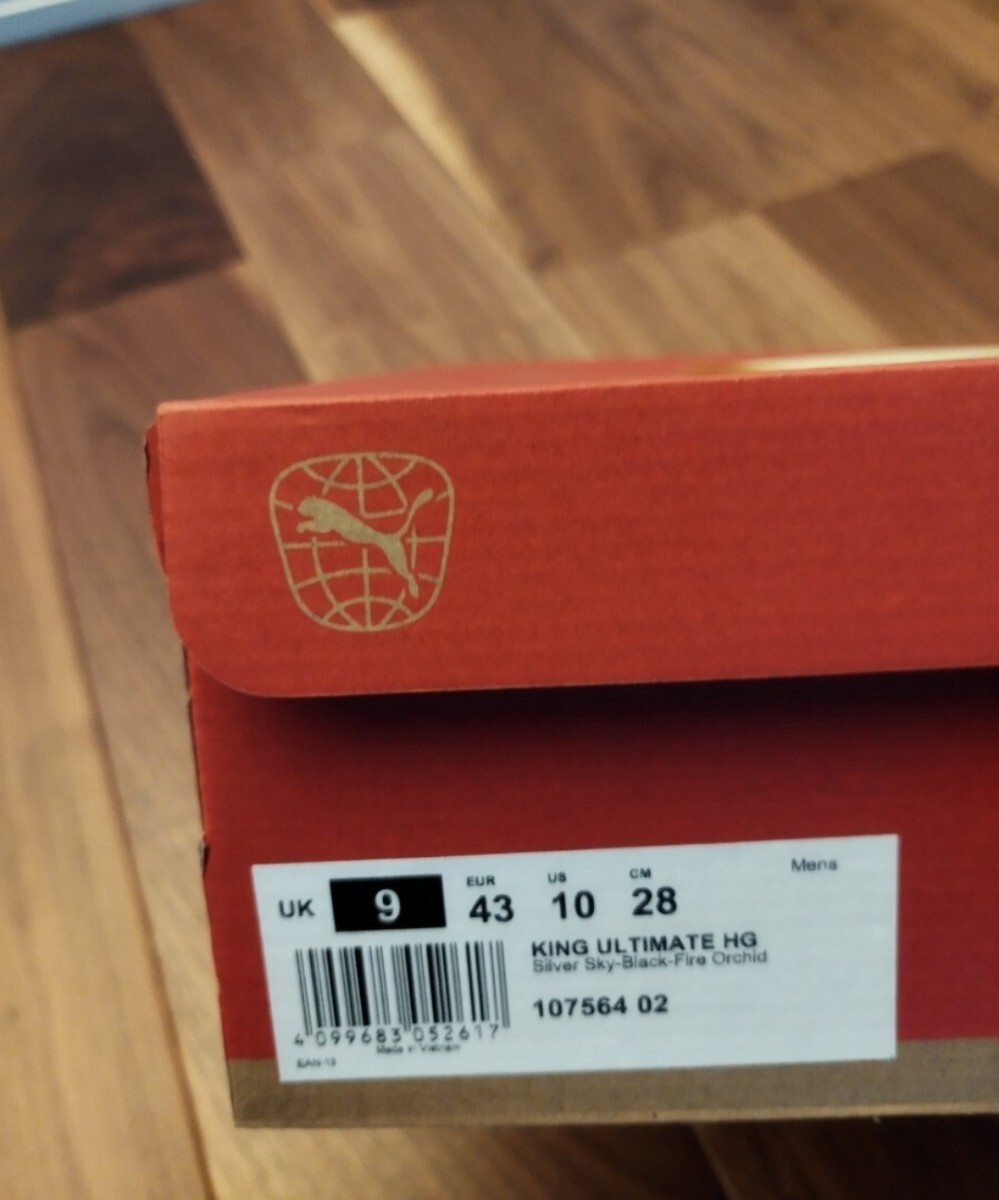 Mens
UK 9 EUR 43 US 10 CM 28
KING ULTIMATE HG
Silver Sky-Black-Fire Orchid
107564 02
4 099683 052617
Made in Vietnam
EAN-13